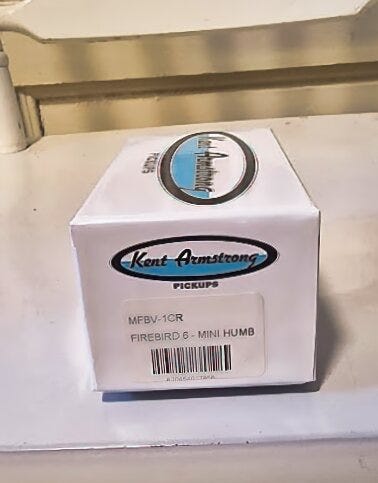 Kent Armstrong
PICKUPS
Kent Armstrong
PICKUPS
MFBV-1CR
FIREBIRD 6 - MINI HUMB